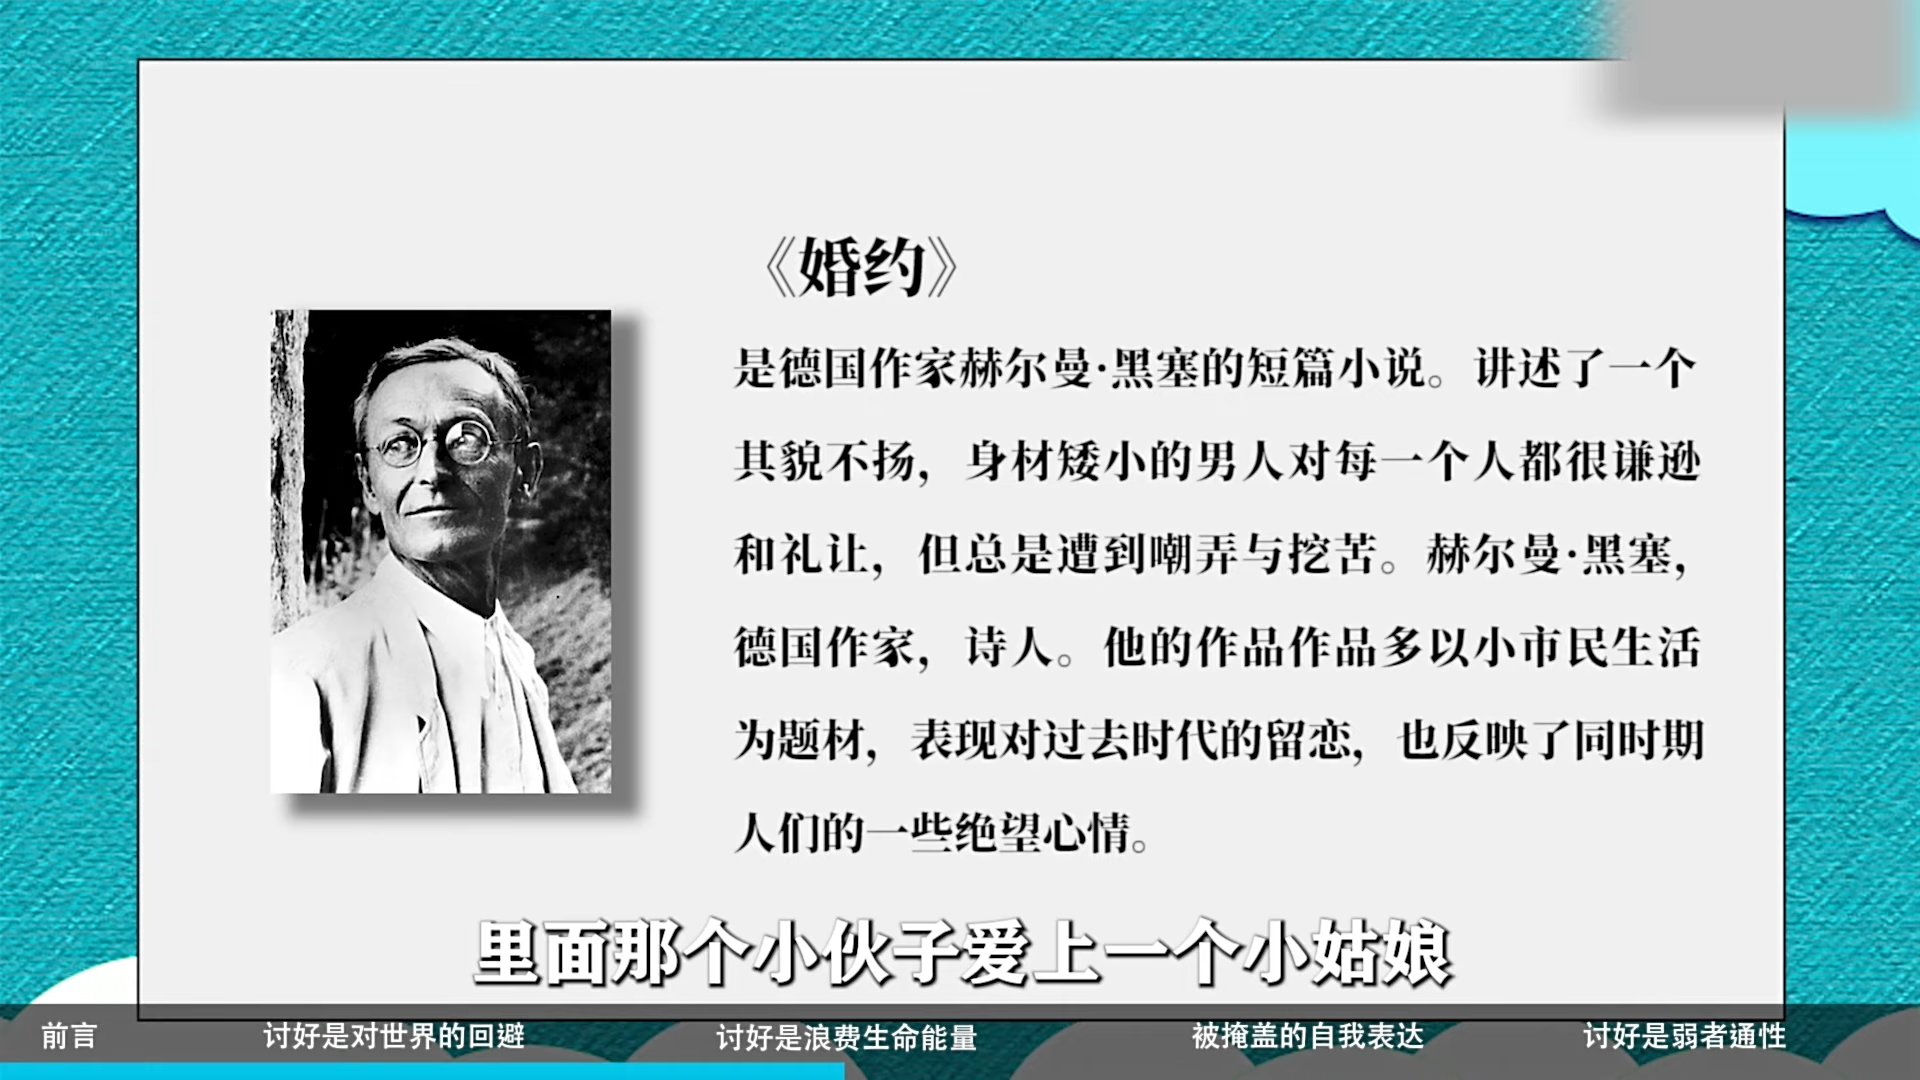 《婚约》
是德国作家赫尔曼·黑塞的短篇小说。讲述了一个
其貌不扬，身材矮小的男人对每一个人都很谦逊
和礼让，但总是遭到嘲弄与挖苦。赫尔曼·黑塞，
德国作家，诗人。他的作品作品多以小市民生活
为题材，表现对过去时代的留恋，也反映了同时期
人们的一些绝望心情。
里面那个小伙子爱上一个小姑娘
前言
讨好是对世界的回避
讨好是浪费生命能量
被掩盖的自我表达
讨好是弱者通性